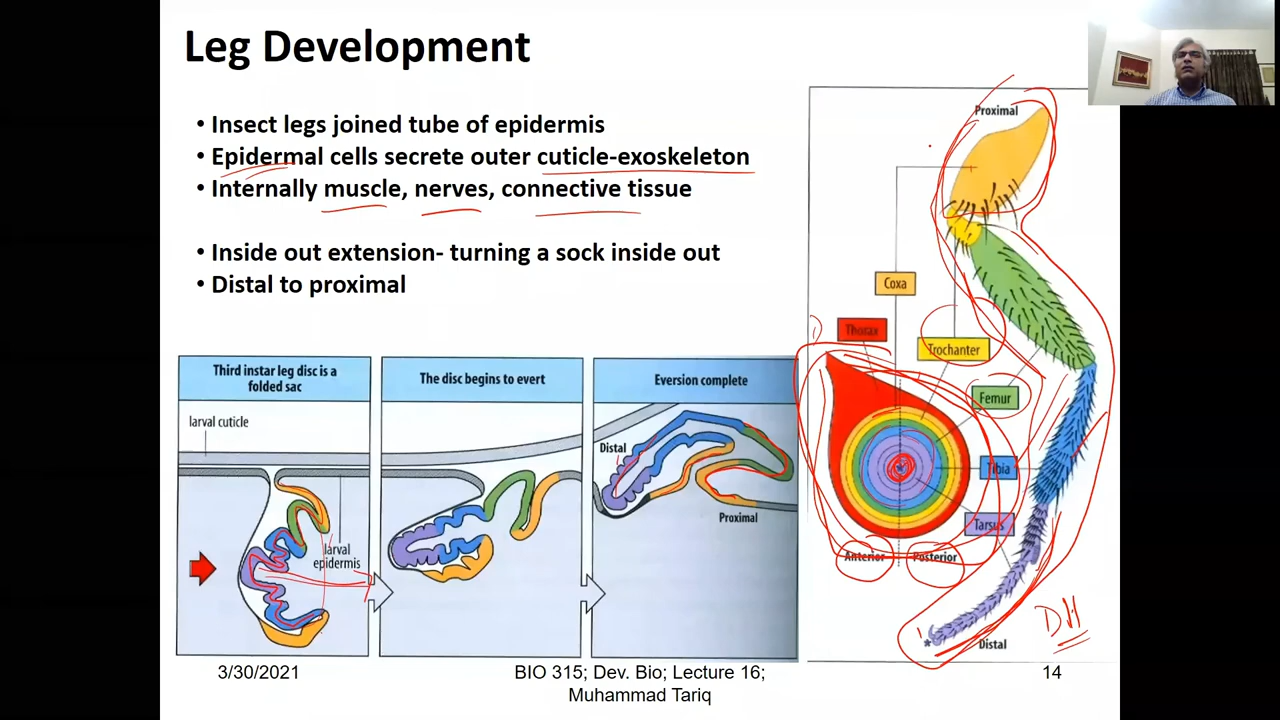 Leg Development
• Insect legs joined tube of epidermis
• Epidermal cells secrete outer cuticle-exoskeleton
• Internally muscle, nerves, connective tissue
• Inside out extension- turning a sock inside out
• Distal to proximal
Third instar leg disc is a
folded sac
larval cuticle
larval
epidermis
The disc begins to evert
Eversion complete
Distal
Proximal
Proximal
Coxa
Thorax
Trochanter
Femur
Tibia
Tarsus
Anterior
Posterior
Distal
3/30/2021
BIO 315; Dev. Bio; Lecture 16;
Muhammad Tariq
14